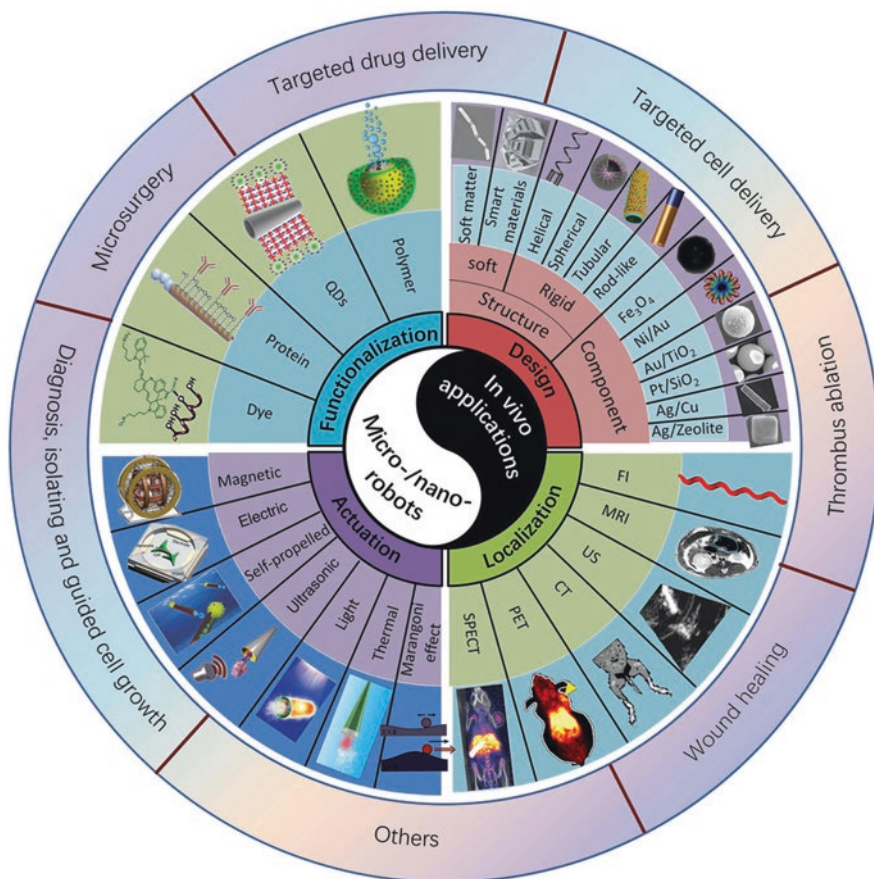 Targeted drug delivery
Targeted cell delivery
Thrombus ablation
Wound healing
Others
Diagnosis, isolating and guided cell growth
Microsurgery
In vivo
applications
Micro-/nano-
robots
Functionalization
Polymer
QDs
Protein
Dye
Design
Structure
soft
Soft matter
Smart
materials
Rigid
Helical
Spherical
Tubular
Rod-like
Component
Fe₃O₄
Ni/Au
Au/TiO₂
Pt/SiO₂
Ag/Cu
Ag/Zeolite
Localization
FI
MRI
US
CT
PET
SPECT
Actuation
Magnetic
Electric
Self-propelled
Ultrasonic
Light
Thermal
Marangoni
effect